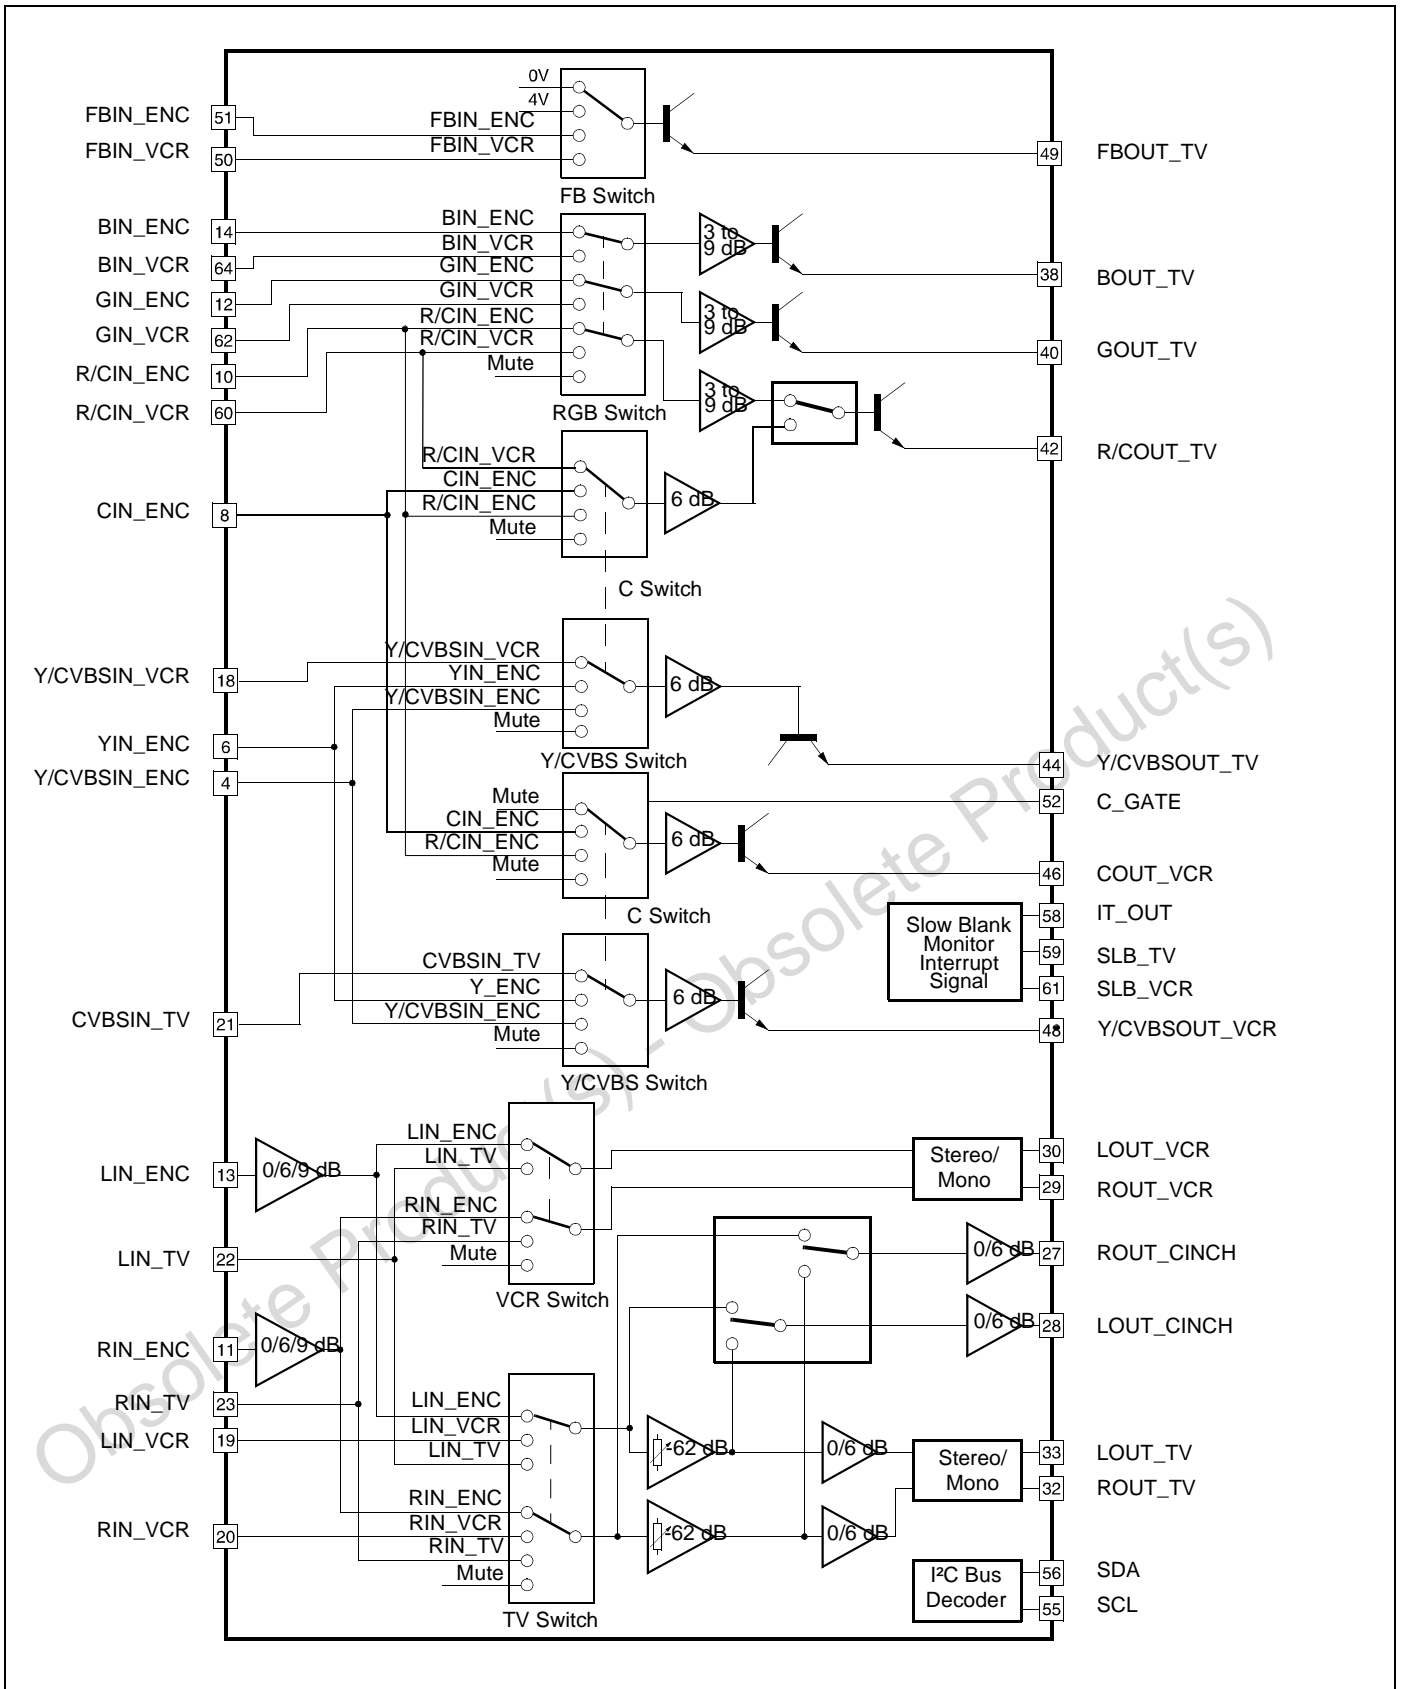 0V
4V
FBIN_ENC
51
FBIN_ENC
FBIN_VCR
50
FBIN_VCR
49
FBOUT_TV
FB Switch
BIN_ENC
14
BIN_ENC
BIN_VCR
64
BIN_VCR
GIN_ENC
12
GIN_ENC
GIN_VCR
62
GIN_VCR
R/CIN_ENC
10
R/CIN_ENC
R/CIN_VCR
60
R/CIN_VCR
Mute
RGB Switch
3 to
9 dB
38
BOUT_TV
3 to
9 dB
40
GOUT_TV
3 to
9 dB
42
R/COUT_TV
CIN_ENC
8
R/CIN_VCR
CIN_ENC
R/CIN_ENC
Mute
6 dB
C Switch
Y/CVBSIN_VCR
18
YIN_ENC
6
Y/CVBSIN_ENC
4
Y/CVBSIN_VCR
YIN_ENC
Y/CVBSIN_ENC
Mute
6 dB
Y/CVBS Switch
44
Y/CVBSOUT_TV
52
C_GATE
Mute
CIN_ENC
R/CIN_ENC
Mute
6 dB
46
COUT_VCR
C Switch
Slow Blank
Monitor
Interrupt
Signal
58
IT_OUT
59
SLB_TV
61
SLB_VCR
CVBSIN_TV
21
CVBSIN_TV
Y_ENC
Y/CVBSIN_ENC
Mute
6 dB
48
Y/CVBSOUT_VCR
Y/CVBS Switch
LIN_ENC
13
0/6/9 dB
LIN_TV
22
LIN_ENC
LIN_TV
RIN_ENC
RIN_TV
Mute
VCR Switch
Stereo/
Mono
30
LOUT_VCR
29
ROUT_VCR
0/6 dB
27
ROUT_CINCH
0/6 dB
28
LOUT_CINCH
RIN_ENC
11
0/6/9 dB
RIN_TV
23
LIN_VCR
19
RIN_VCR
20
LIN_ENC
LIN_VCR
LIN_TV
RIN_ENC
RIN_VCR
RIN_TV
Mute
TV Switch
-62 dB
0/6 dB
-62 dB
0/6 dB
Stereo/
Mono
33
LOUT_TV
32
ROUT_TV
I²C Bus
Decoder
56
SDA
55
SCL
Obsolete Product(s) - Obsolete Product(s)